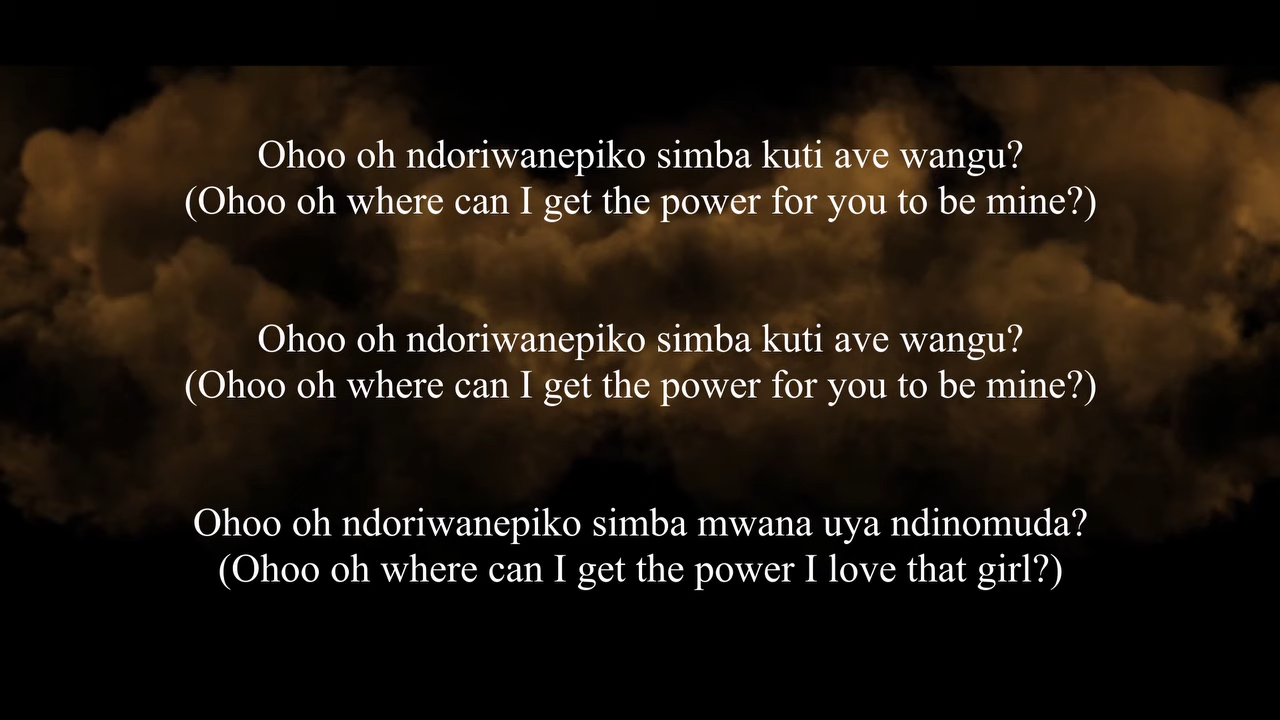 Ohoo oh ndoriwanepiko simba kuti ave wangu?
(Ohoo oh where can I get the power for you to be mine?)
Ohoo oh ndoriwanepiko simba kuti ave wangu?
(Ohoo oh where can I get the power for you to be mine?)
Ohoo oh ndoriwanepiko simba mwana uya ndinomuda?
(Ohoo oh where can I get the power I love that girl?)